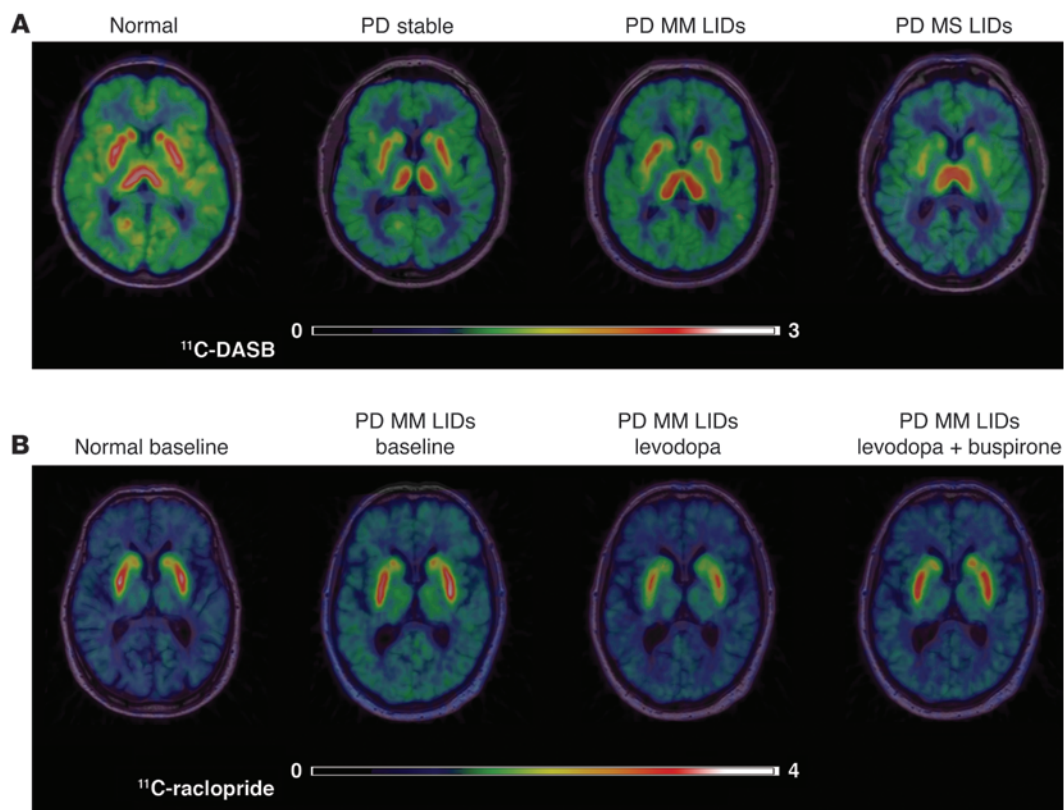 A
Normal
PD stable
PD MM LIDs
PD MS LIDs
0
3
¹¹C-DASB
B
Normal baseline
PD MM LIDs
baseline
PD MM LIDs
levodopa
PD MM LIDs
levodopa + buspirone
0
4
¹¹C-raclopride